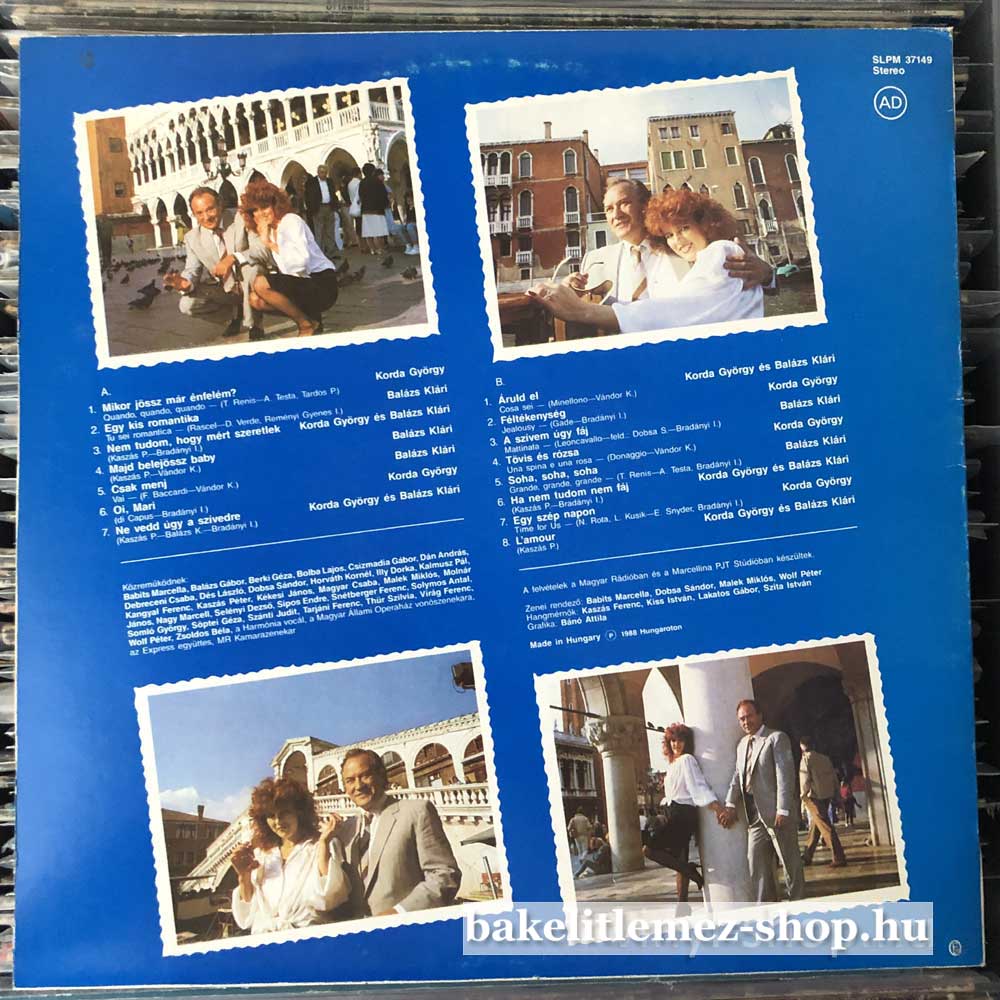 OTTAWAN
SLPM 37149
Stereo
AD
A.
Korda György
1. Mikor jössz már énfelém?
Quando, quando, quando — (T. Renis—A. Testa, Tardos P.)
Balázs Klári
2. Egy kis romantika
Tu sei romantica — (Rascel—D. Verde, Reményi Gyenes I.)
Korda György és Balázs Klári
3. Nem tudom, hogy mért szeretlek
(Kaszás P.—Bradányi I.)
Balázs Klári
4. Majd belejössz baby
(Kaszás P.—Vándor K.)
Balázs Klári
5. Csak menj
Vai — (F. Baccardi—Vándor K.)
Korda György
6. Oi, Mari
(di Capus—Bradányi I.)
Korda György és Balázs Klári
7. Ne vedd úgy a szívedre
(Kaszás P.—Balázs K.—Bradányi I.)
Közreműködnek:
Babits Marcella, Balázs Gábor, Berki Géza, Bolba Lajos, Csizmadia Gábor, Dán András,
Debreceni Csaba, Dés László, Dobsa Sándor, Horváth Kornél, Illy Dorka, Kalmusz Pál,
Kangyal Ferenc, Kaszás Péter, Kékesi János, Magyar Csaba, Malek Miklós, Molnár
János, Nagy Marcell, Selényi Dezső, Sipos Endre, Snétberger Ferenc, Solymos Antal,
Somló György, Söptei Géza, Szánti Judit, Tarjáni Ferenc, Thür Szilvia, Virág Ferenc,
Wolf Péter, Zsoldos Béla, a Harmónia vocál, a Magyar Állami Operaház vonószenekara,
az Express együttes, MR Kamarazenekar
B.
Korda György és Balázs Klári
1. Áruld el
Cosa sei — (Minellono—Vándor K.)
Korda György
2. Féltékenység
Jealousy — (Gade—Bradányi I.)
Balázs Klári
3. A szívem úgy fáj
Mattinata — (Leoncavallo—feld.: Dobsa S.—Bradányi I.)
Korda György
4. Tövis és rózsa
Una spina e una rosa — (Donaggio—Vándor K.)
Balázs Klári
5. Soha, soha, soha
Grande, grande, grande — (T. Renis—A. Testa, Bradányi I.)
Korda György és Balázs Klári
6. Ha nem tudom nem fáj
(Kaszás P.—Bradányi I.)
Korda György
7. Egy szép napon
Time for Us — (N. Rota, L. Kusik—E. Snyder, Bradányi I.)
Korda György és Balázs Klári
8. L'amour
(Kaszás P.)
A felvételek a Magyar Rádióban és a Marcellina PJT Stúdióban készültek.
Zenei rendező: Babits Marcella, Dobsa Sándor, Malek Miklós, Wolf Péter
Hangmérnök: Kaszás Ferenc, Kiss István, Lakatos Gábor, Szita István
Grafika: Bánó Attila
Made in Hungary Ⓟ 1988 Hungaroton
bakelitlemez-shop.hu